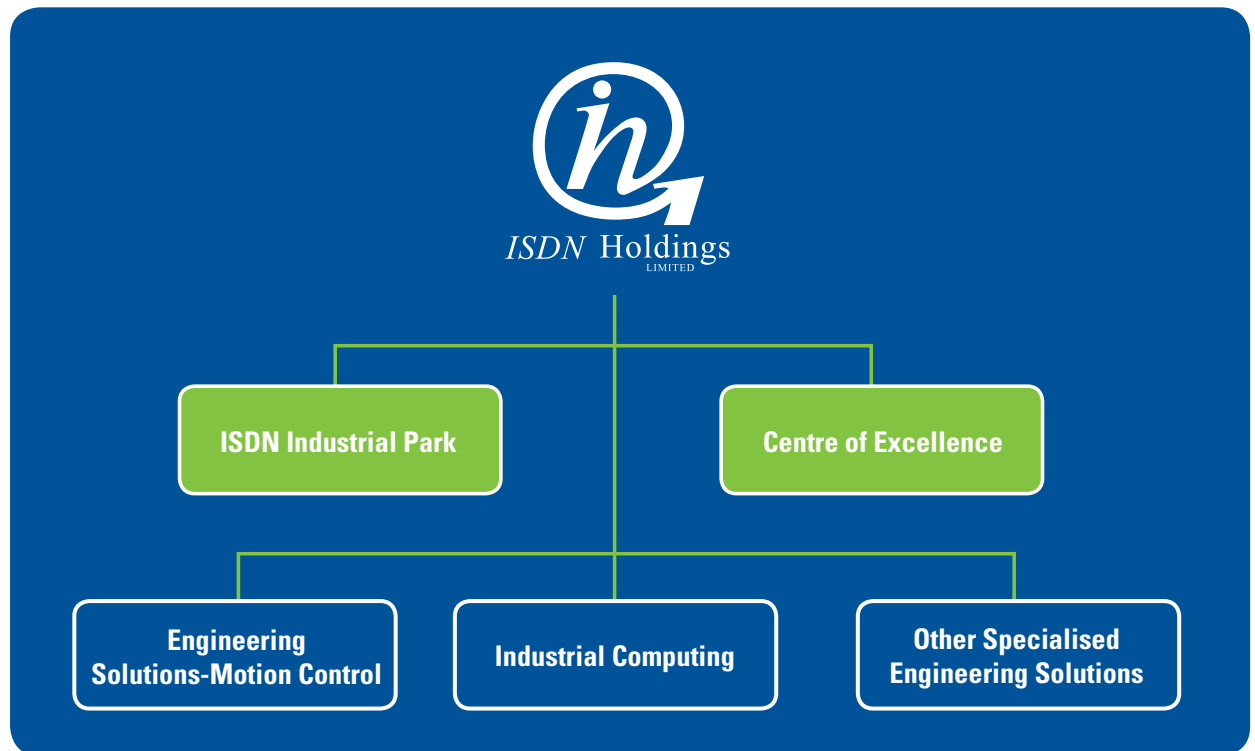 in
ISDN Holdings
LIMITED
ISDN Industrial Park
Centre of Excellence
Engineering
Solutions-Motion Control
Industrial Computing
Other Specialised
Engineering Solutions